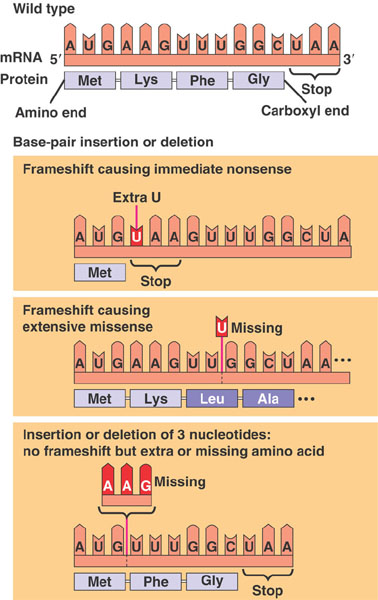 Wild type
A U G A A G U U U G G C U A A
mRNA 5′ 3′
Protein Met Lys Phe Gly Stop
Amino end Carboxyl end
Base-pair insertion or deletion
Frameshift causing immediate nonsense
Extra U
A U G U A A G U U U G G C U A
Met Stop
Frameshift causing
extensive missense
U Missing
A U G A A G U U G G C U A A ...
Met Lys Leu Ala ...
Insertion or deletion of 3 nucleotides:
no frameshift but extra or missing amino acid
A A G Missing
A U G U U U G G C U A A
Met Phe Gly Stop